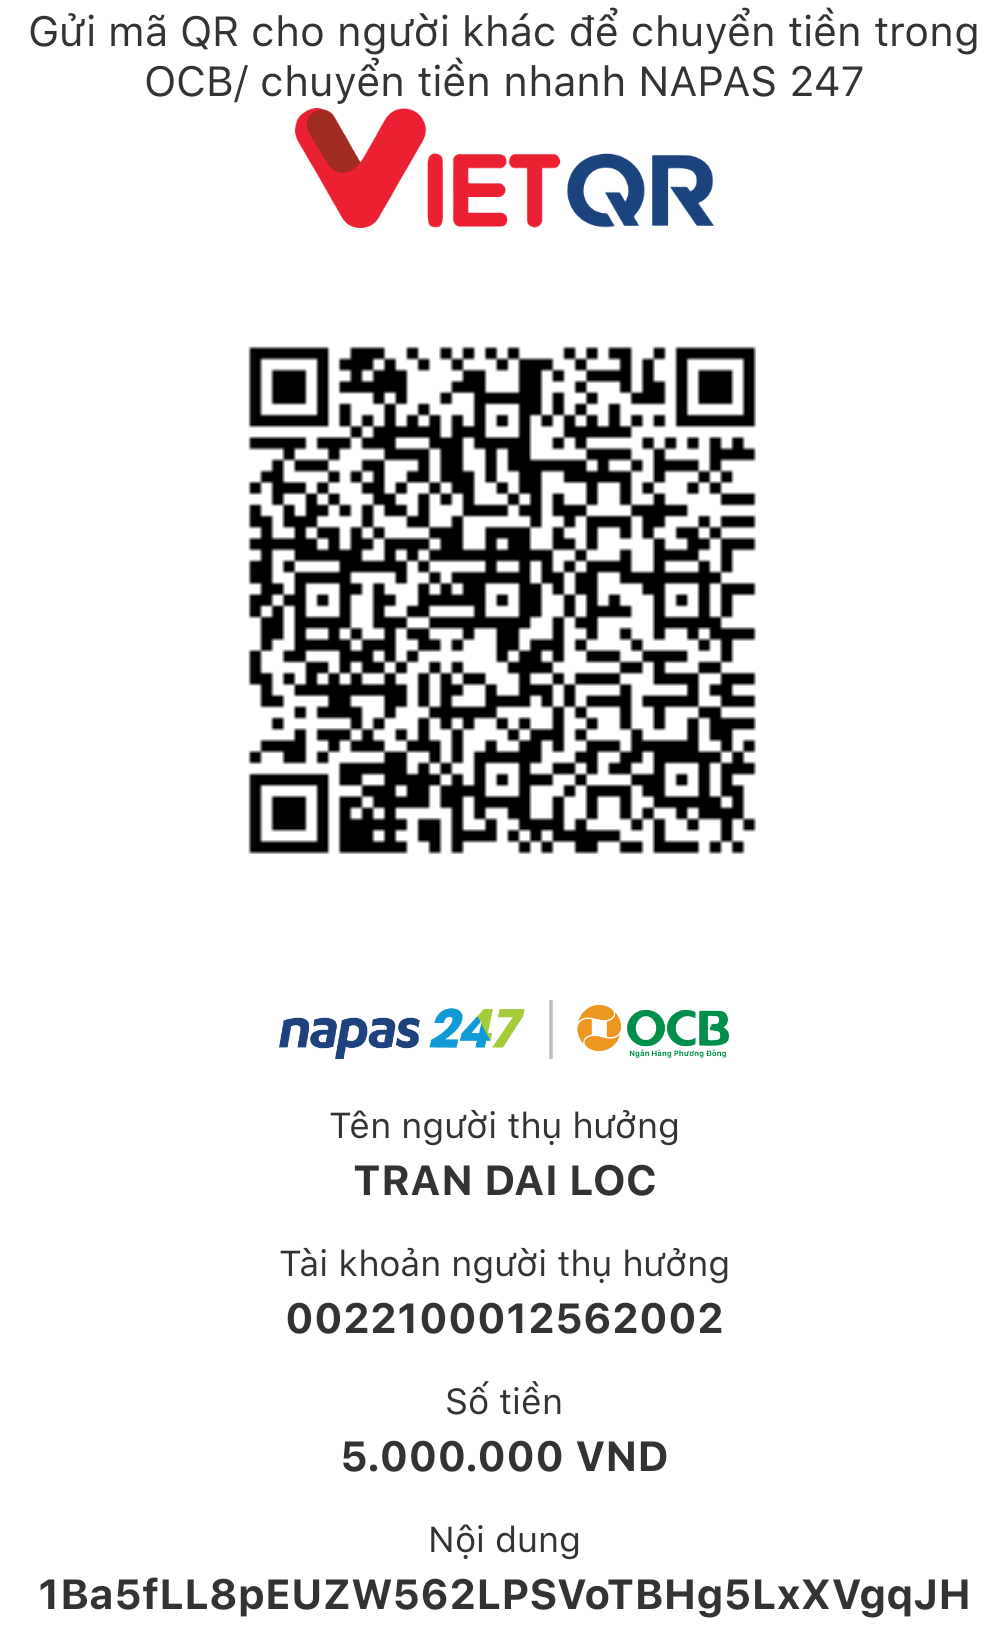 Gửi mã QR cho người khác để chuyển tiền trong
OCB/ chuyển tiền nhanh NAPAS 247
VIETQR
napas 247
OCB
Ngân Hàng Phương Đông
Tên người thụ hưởng
TRAN DAI LOC
Tài khoản người thụ hưởng
0022100012562002
Số tiền
5.000.000 VND
Nội dung
1Ba5fLL8pEUZW562LPSVoTBHg5LxXVgqJH